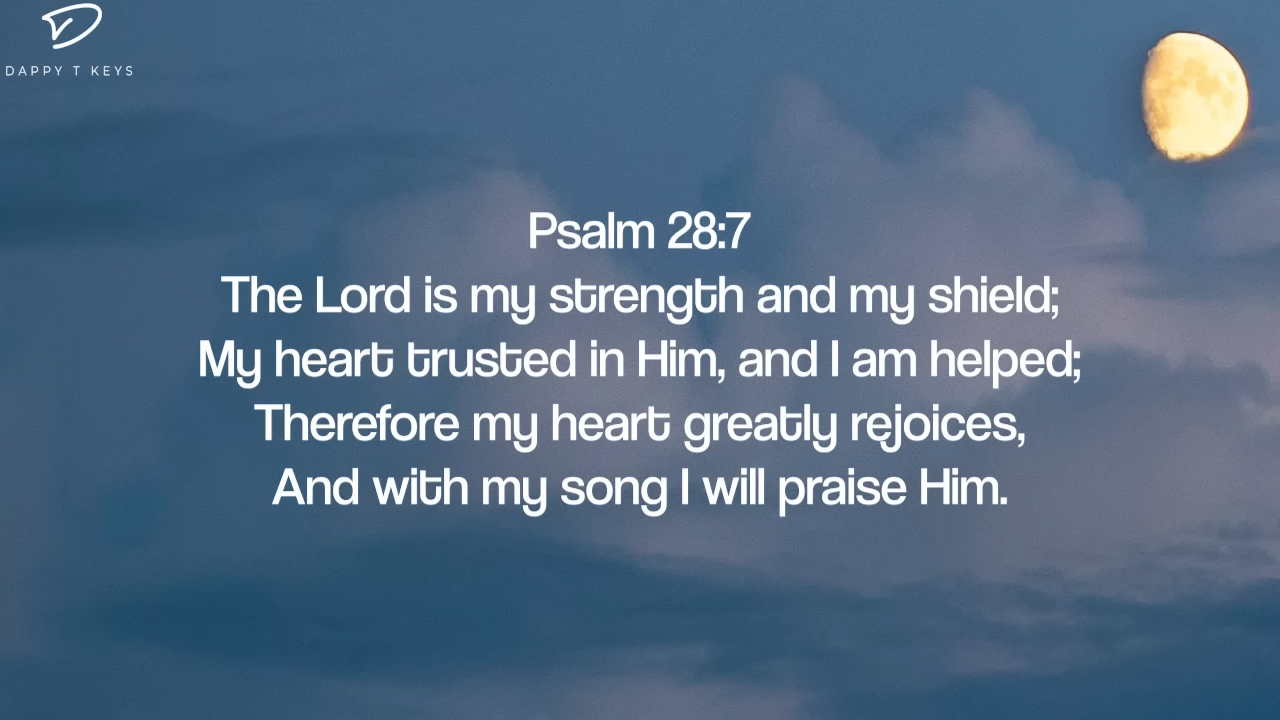 DAPPY T KEYS
Psalm 28:7
The Lord is my strength and my shield;
My heart trusted in Him, and I am helped;
Therefore my heart greatly rejoices,
And with my song I will praise Him.